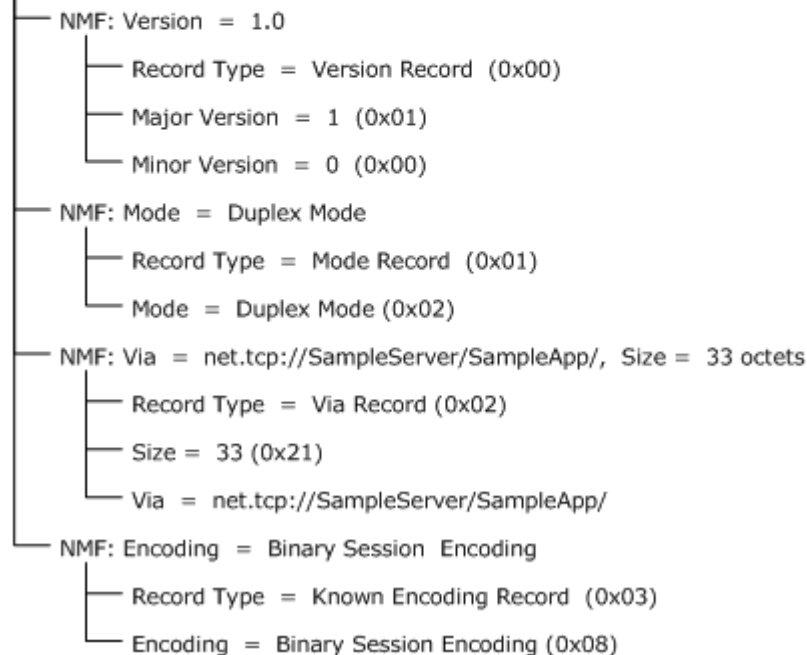 NMF: Version = 1.0
Record Type = Version Record (0x00)
Major Version = 1 (0x01)
Minor Version = 0 (0x00)
NMF: Mode = Duplex Mode
Record Type = Mode Record (0x01)
Mode = Duplex Mode (0x02)
NMF: Via = net.tcp://SampleServer/SampleApp/, Size = 33 octets
Record Type = Via Record (0x02)
Size = 33 (0x21)
Via = net.tcp://SampleServer/SampleApp/
NMF: Encoding = Binary Session Encoding
Record Type = Known Encoding Record (0x03)
Encoding = Binary Session Encoding (0x08)